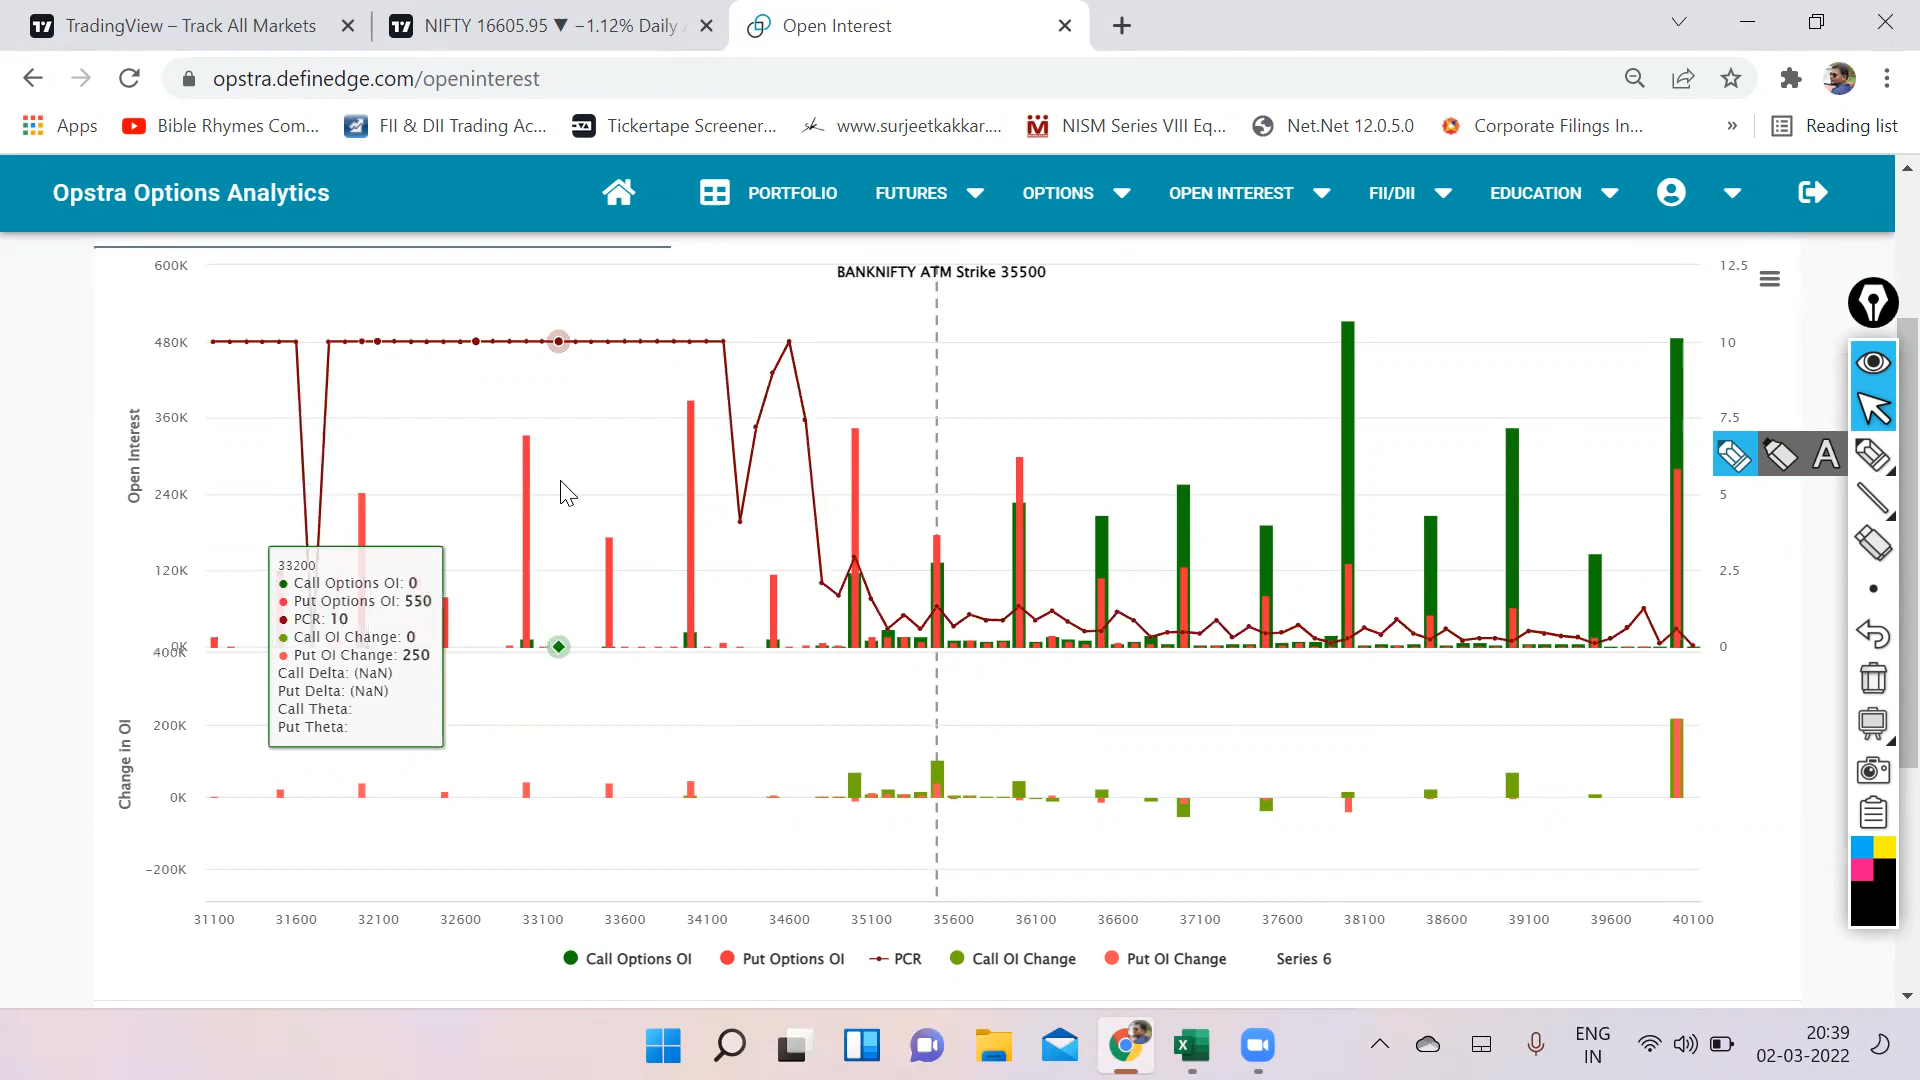 TradingView – Track All Markets
NIFTY 16605.95 ▼ −1.12% Daily
Open Interest
opstra.definedge.com/openinterest
Apps
Bible Rhymes Com...
FII & DII Trading Ac...
Tickertape Screener...
www.surjeetkakkar....
NISM Series VIII Eq...
Net.Net 12.0.5.0
Corporate Filings In...
»
Reading list
Opstra Options Analytics
PORTFOLIO
FUTURES
OPTIONS
OPEN INTEREST
FII/DII
EDUCATION
BANKNIFTY ATM Strike 35500
600K
480K
360K
240K
120K
0K
Open Interest
12.5
10
7.5
5
2.5
0
A
33200
Call Options OI: 0
Put Options OI: 550
PCR: 10
Call OI Change: 0
Put OI Change: 250
Call Delta: (NaN)
Put Delta: (NaN)
Call Theta:
Put Theta:
400K
200K
0K
-200K
Change in OI
31100 31600 32100 32600 33100 33600 34100 34600 35100 35600 36100 36600 37100 37600 38100 38600 39100 39600 40100
Call Options OI Put Options OI PCR Call OI Change Put OI Change Series 6
ENG
IN
20:39
02-03-2022